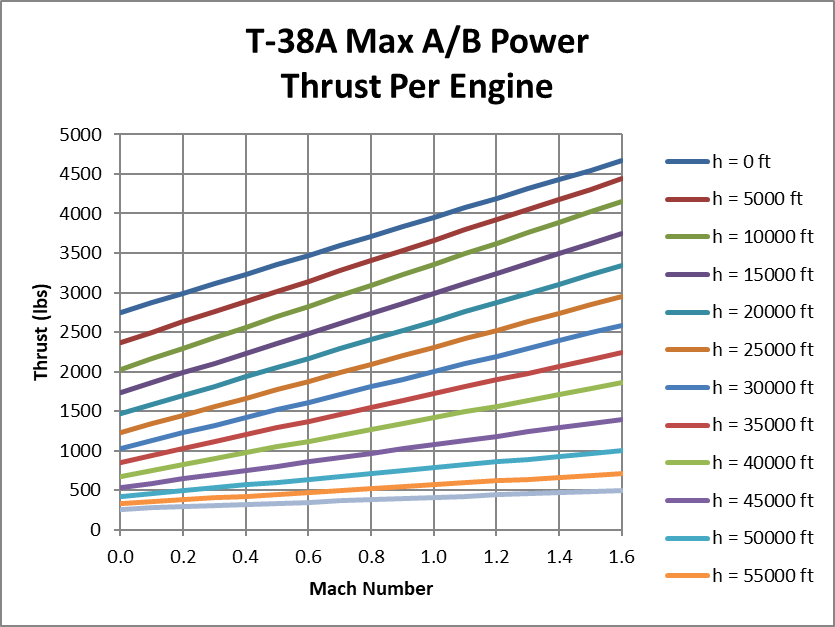 T-38A Max A/B Power
Thrust Per Engine
5000
4500
4000
3500
3000
2500
2000
1500
1000
500
0
Thrust (lbs)
0.0 0.2 0.4 0.6 0.8 1.0 1.2 1.4 1.6
Mach Number
h = 0 ft
h = 5000 ft
h = 10000 ft
h = 15000 ft
h = 20000 ft
h = 25000 ft
h = 30000 ft
h = 35000 ft
h = 40000 ft
h = 45000 ft
h = 50000 ft
h = 55000 ft